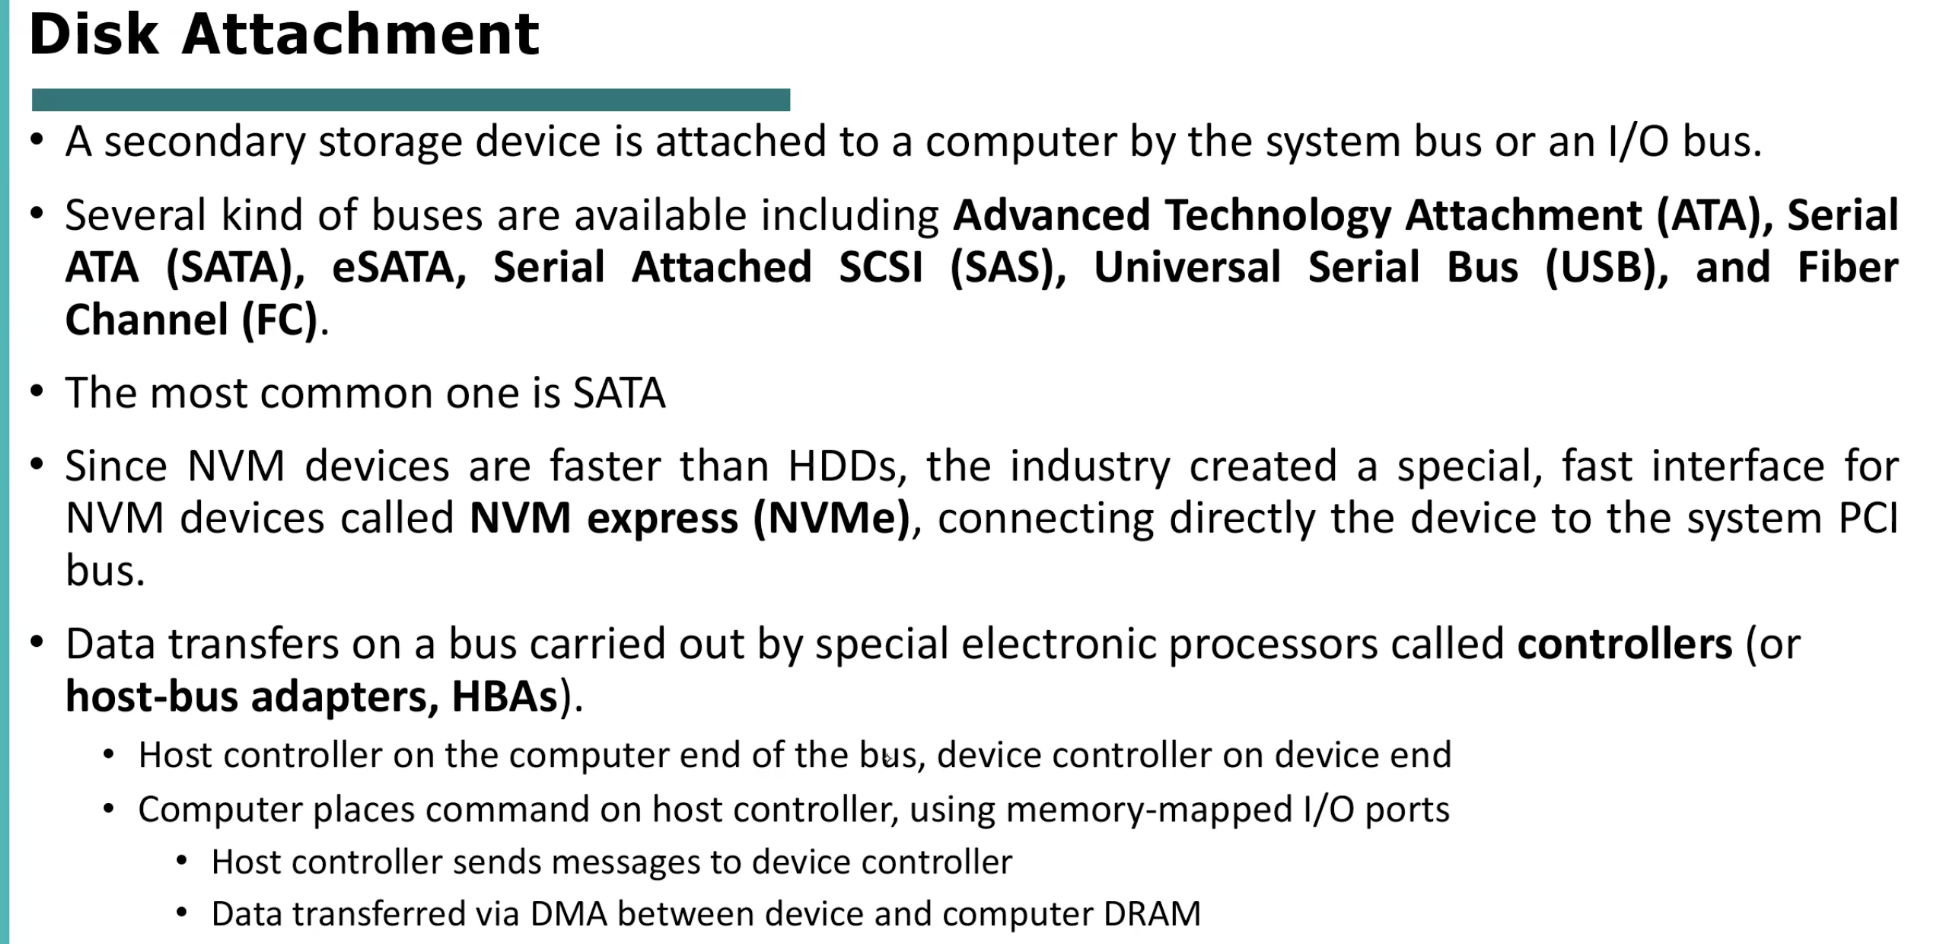 Disk Attachment
• A secondary storage device is attached to a computer by the system bus or an I/O bus.
• Several kind of buses are available including Advanced Technology Attachment (ATA), Serial
ATA (SATA), eSATA, Serial Attached SCSI (SAS), Universal Serial Bus (USB), and Fiber
Channel (FC).
• The most common one is SATA
• Since NVM devices are faster than HDDs, the industry created a special, fast interface for
NVM devices called NVM express (NVMe), connecting directly the device to the system PCI
bus.
• Data transfers on a bus carried out by special electronic processors called controllers (or
host-bus adapters, HBAs).
• Host controller on the computer end of the bus, device controller on device end
• Computer places command on host controller, using memory-mapped I/O ports
• Host controller sends messages to device controller
• Data transferred via DMA between device and computer DRAM